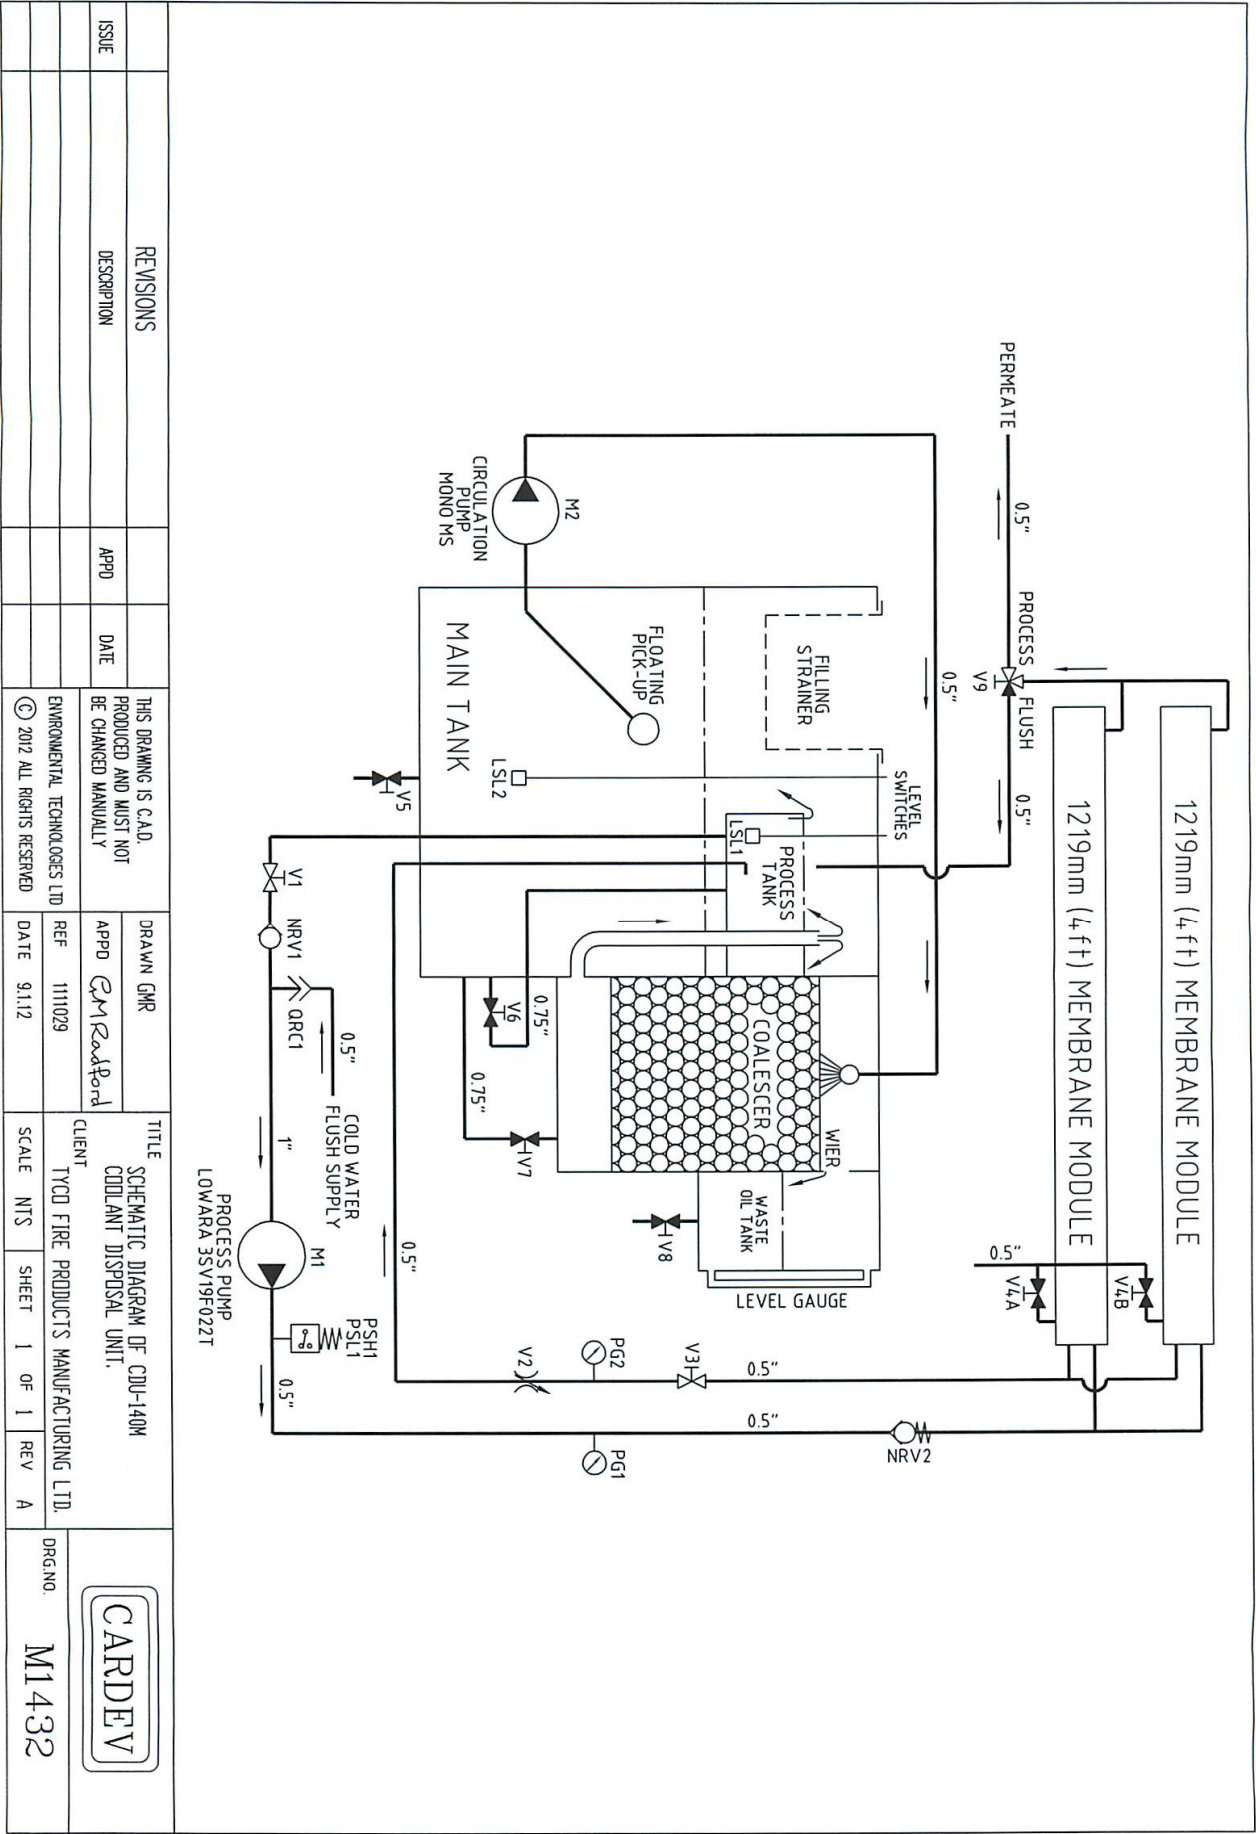 1219mm (4ft) MEMBRANE MODULE
1219mm (4ft) MEMBRANE MODULE
PERMEATE
0.5"
PROCESS
V9
FLUSH
0.5"
0.5"
V4B
V4A
0.5"
LEVEL
SWITCHES
FILLING
STRAINER
M2
CIRCULATION
PUMP
MONO MS
FLOATING
PICK-UP
MAIN TANK
LSL2
LSL1
PROCESS
TANK
COALESCER
WIER
WASTE
OIL TANK
LEVEL GAUGE
V5
V6
0.75"
0.75"
V7
V8
V3
0.5"
PG2
V2
0.5"
NRV2
0.5"
PG1
V1
NRV1
QRC1
0.5"
COLD WATER
FLUSH SUPPLY
1"
M1
PROCESS PUMP
LOWARA 3SV19F022T
PSH1
PSL1
0.5"
REVISIONS
ISSUE
DESCRIPTION
APPD
DATE
THIS DRAWING IS C.A.D.
PRODUCED AND MUST NOT
BE CHANGED MANUALLY
ENVIRONMENTAL TECHNOLOGIES LTD
© 2012 ALL RIGHTS RESERVED
DRAWN GMR
APPD GMRadford
REF 1111029
DATE 9.1.12
TITLE
SCHEMATIC DIAGRAM OF CDU-140M
COOLANT DISPOSAL UNIT.
CLIENT
TYCO FIRE PRODUCTS MANUFACTURING LTD.
SCALE NTS
SHEET 1 OF 1
REV A
CARDEV
DRG.NO.
M1432